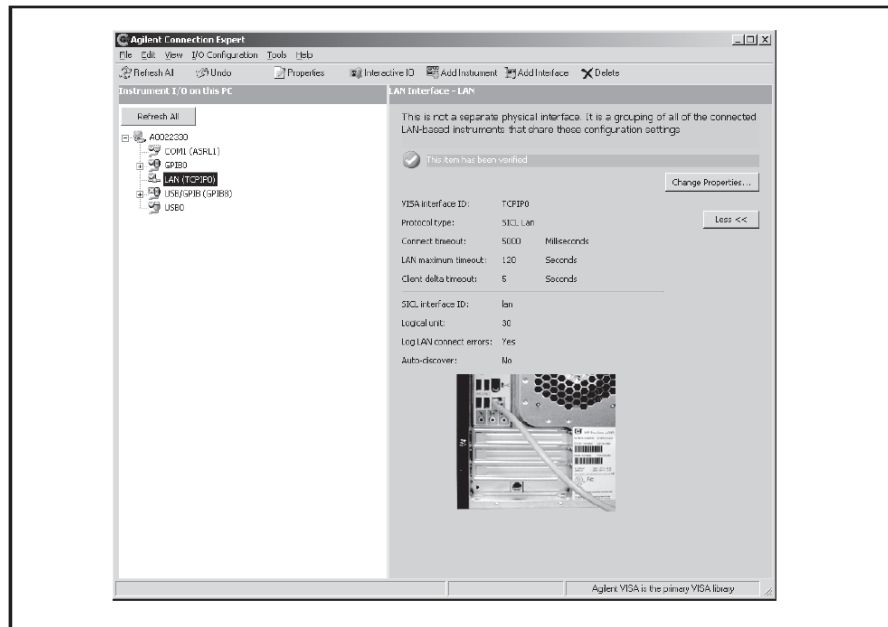 Agilent Connection Expert
File Edit View I/O Configuration Tools Help
Refresh All Undo Properties Interactive IO Add Instrument Add Interface Delete
Instrument I/O on this PC
LAN Interface - LAN
Refresh All
A0022330
COM1 (ASRL1)
GPIB0
LAN (TCPIP0)
USB/GPIB (GPIB8)
USB0
This is not a separate physical interface. It is a grouping of all of the connected
LAN-based instruments that share these configuration settings
This item has been verified
Change Properties...
VISA interface ID: TCPIP0
Less <<
Protocol type: SICL Lan
Connect timeout: 5000 Milliseconds
LAN maximum timeout: 120 Seconds
Client delta timeout: 5 Seconds
SICL interface ID: lan
Logical unit: 30
Log LAN connect errors: Yes
Auto-discover: No
Agilent VISA is the primary VISA library